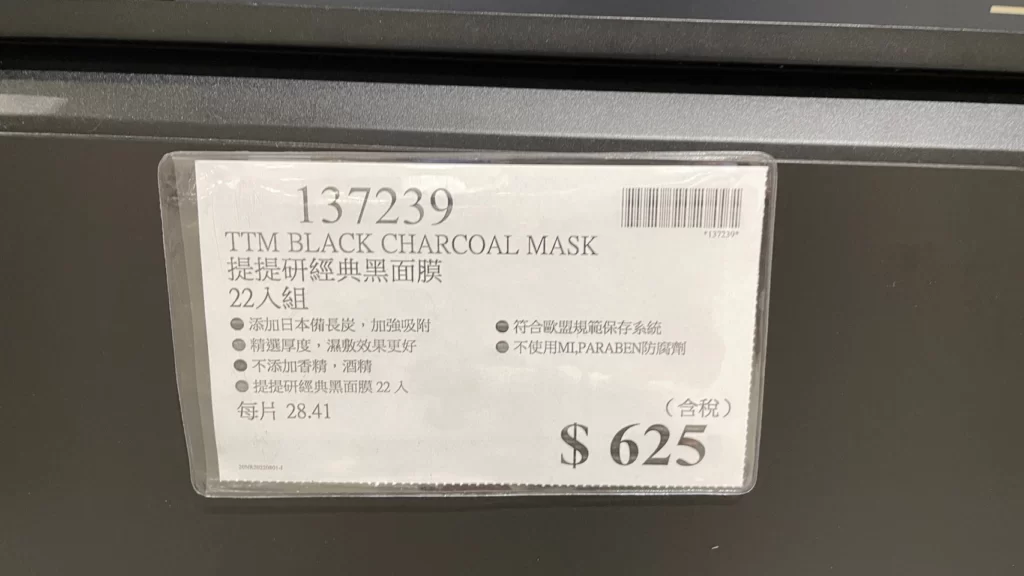 137239
*137239*
TTM BLACK CHARCOAL MASK
提提研經典黑面膜
22入組
添加日本備長炭，加強吸附
精選厚度，濕敷效果更好
不添加香精，酒精
提提研經典黑面膜 22 入
符合歐盟規範保存系統
不使用MI,PARABEN防腐劑
每片 28.41
（含稅）
$ 625